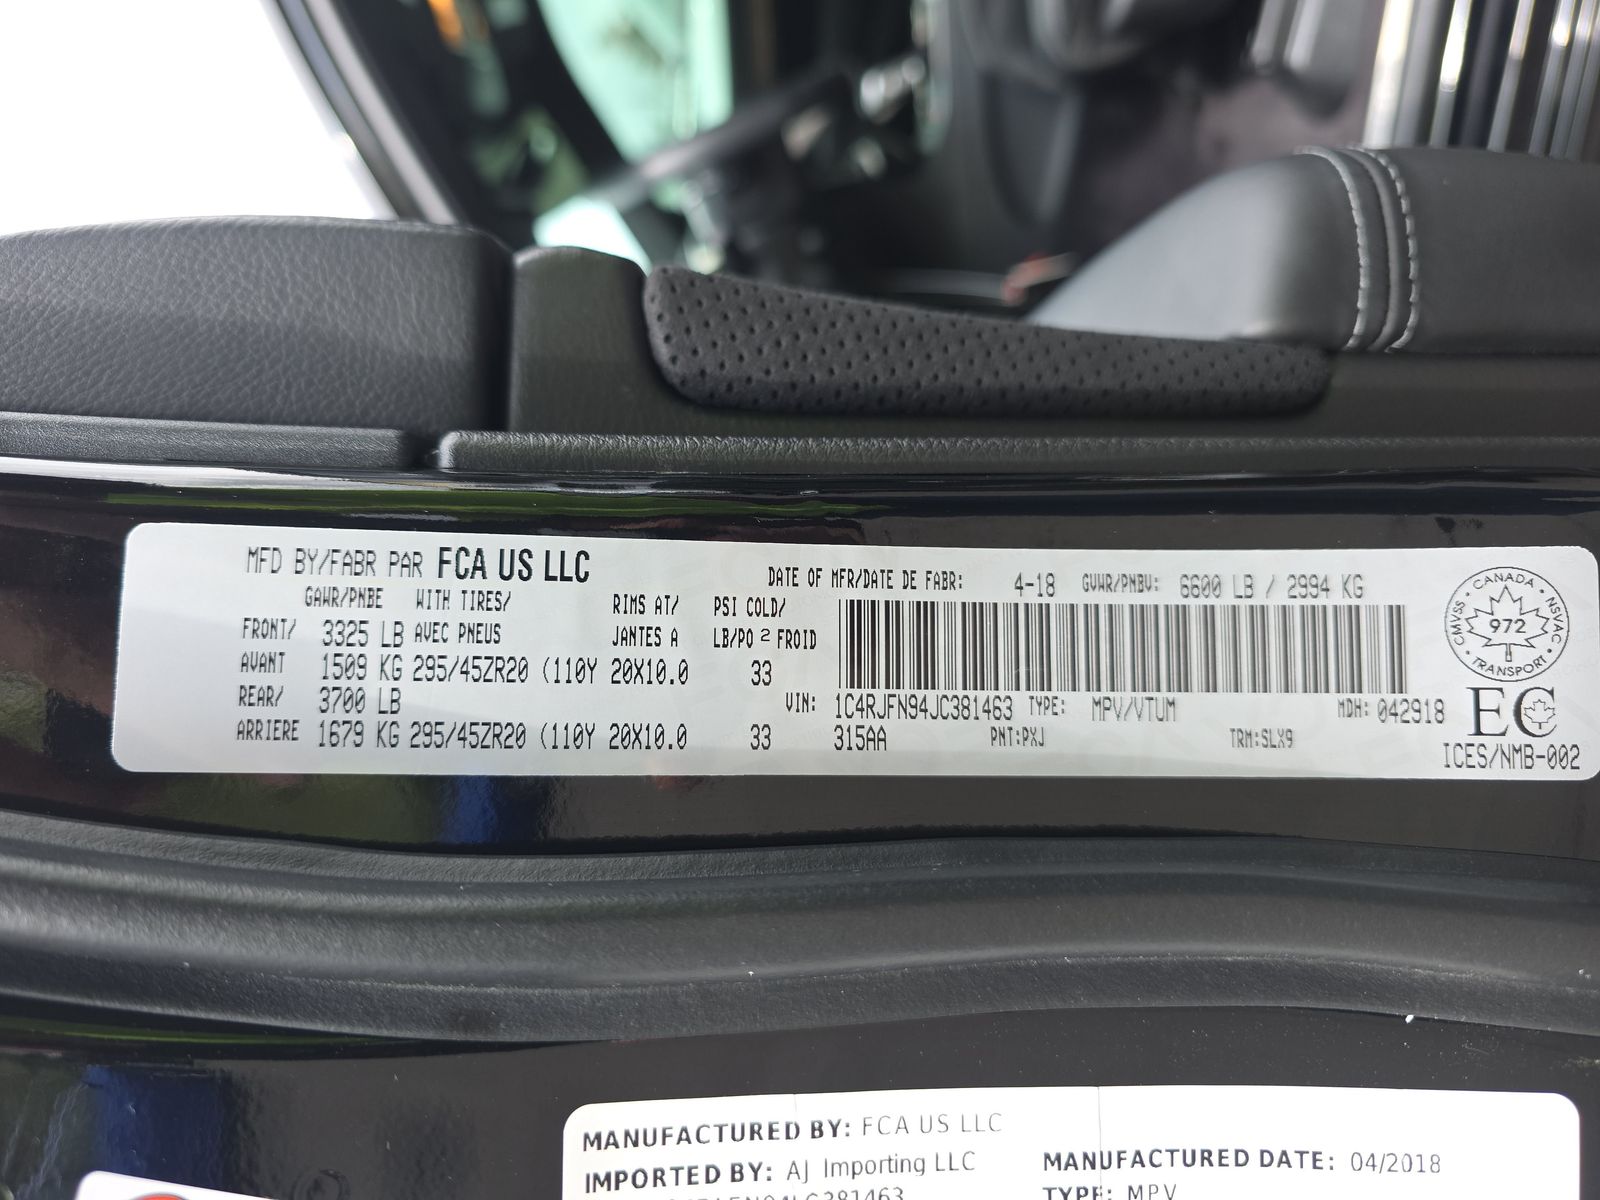 MFD BY/FABR PAR FCA US LLC
DATE OF MFR/DATE DE FABR: 4-18 GVWR/PNBV: 6600 LB / 2994 KG
GAWR/PNBE WITH TIRES/ RIMS AT/ PSI COLD/
FRONT/ 3325 LB AVEC PNEUS JANTES A LB/PO 2 FROID
AVANT 1509 KG 295/45ZR20 (110Y 20X10.0 33
REAR/ 3700 LB
ARRIERE 1679 KG 295/45ZR20 (110Y 20X10.0 33
VIN: 1C4RJFN94JC381463 TYPE: MPV/VTUM MDH: 042918
315AA PNT:PXJ TRM:SLX9
CANADA
CMVSS 972 NSVAC
TRANSPORT
EC
ICES/NMB-002
MANUFACTURED BY: FCA US LLC
IMPORTED BY: AJ Importing LLC
MANUFACTURED DATE: 04/2018
TYPE: MPV